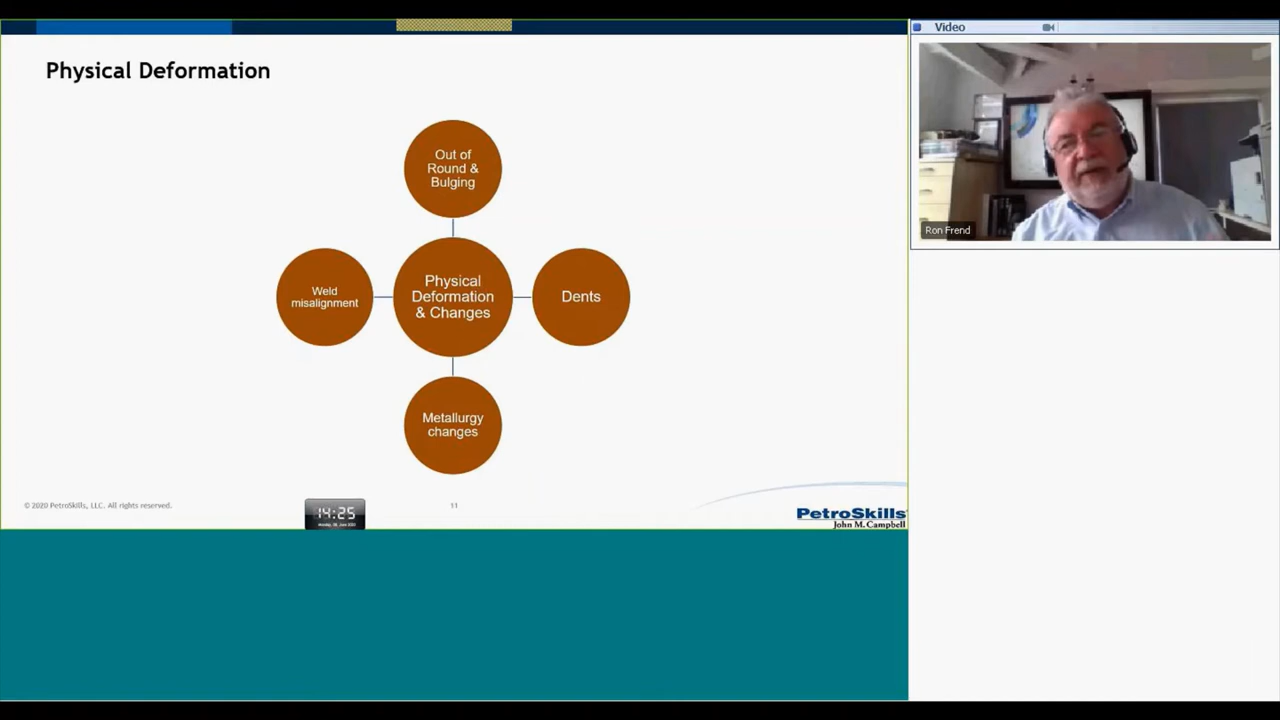 Video
Physical Deformation
Out of
Round &
Bulging
Weld
misalignment
Physical
Deformation
& Changes
Dents
Metallurgy
changes
Ron Frend
© 2020 PetroSkills, LLC. All rights reserved.
14:25
11
PetroSkills
John M. Campbell